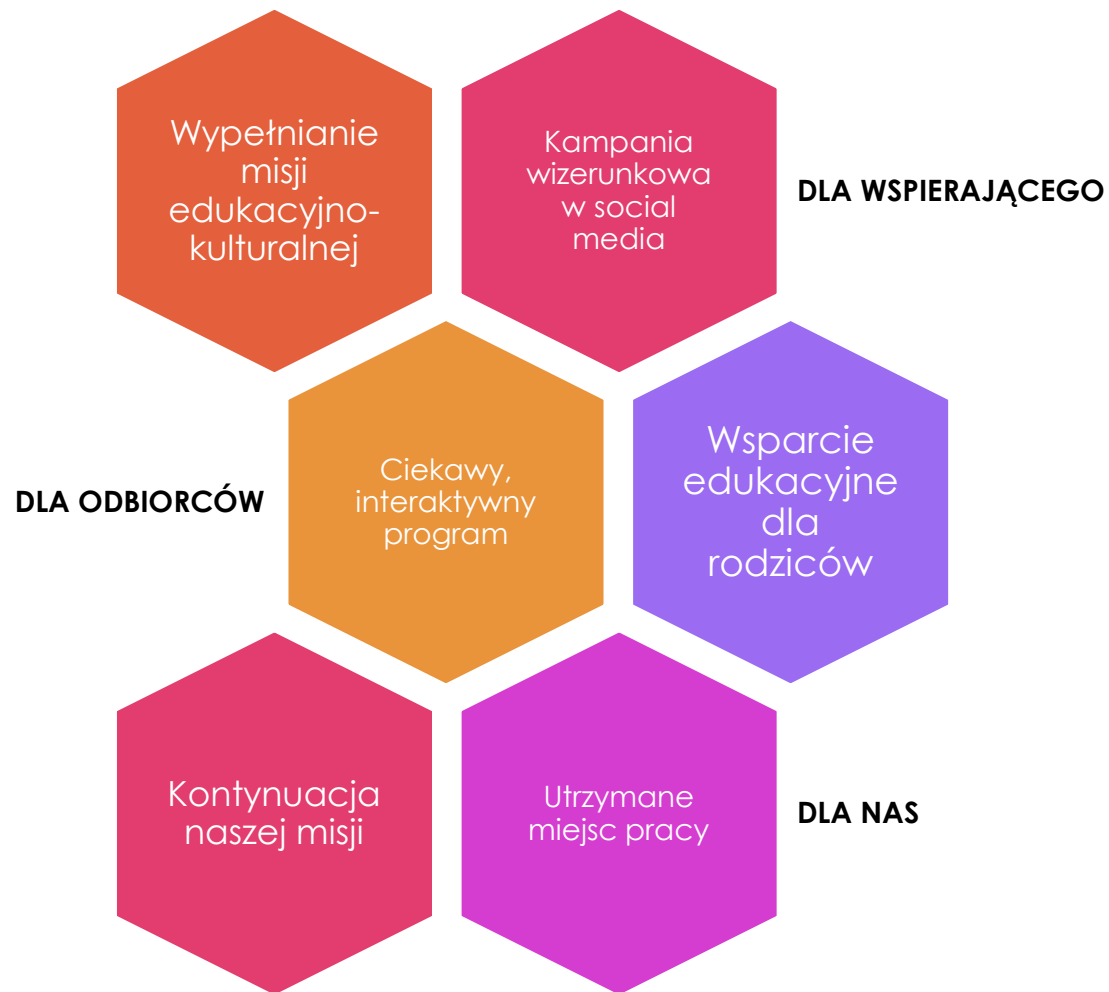 Wypełnianie
misji
edukacyjno-
kulturalnej
Kampania
wizerunkowa
w social
media
DLA WSPIERAJĄCEGO
DLA ODBIORCÓW
Ciekawy,
interaktywny
program
Wsparcie
edukacyjne
dla
rodziców
Kontynuacja
naszej misji
Utrzymane
miejsc pracy
DLA NAS